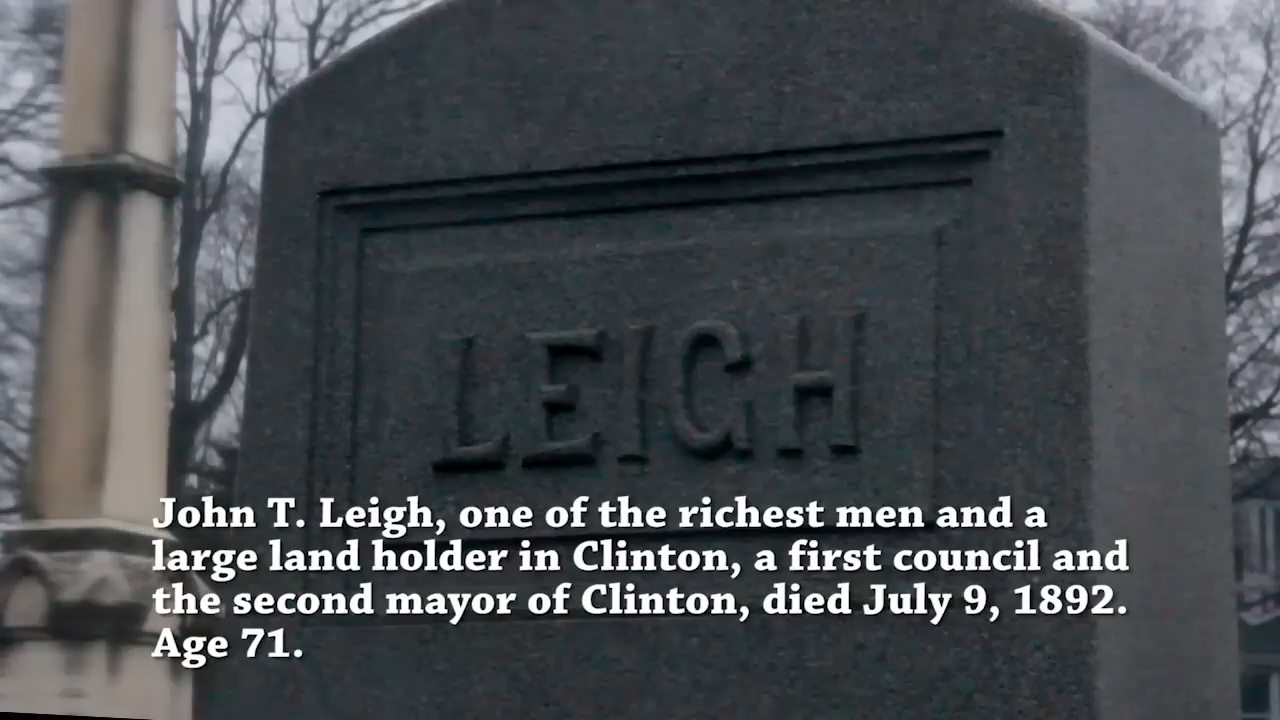 LEIGH
John T. Leigh, one of the richest men and a
large land holder in Clinton, a first council and
the second mayor of Clinton, died July 9, 1892.
Age 71.